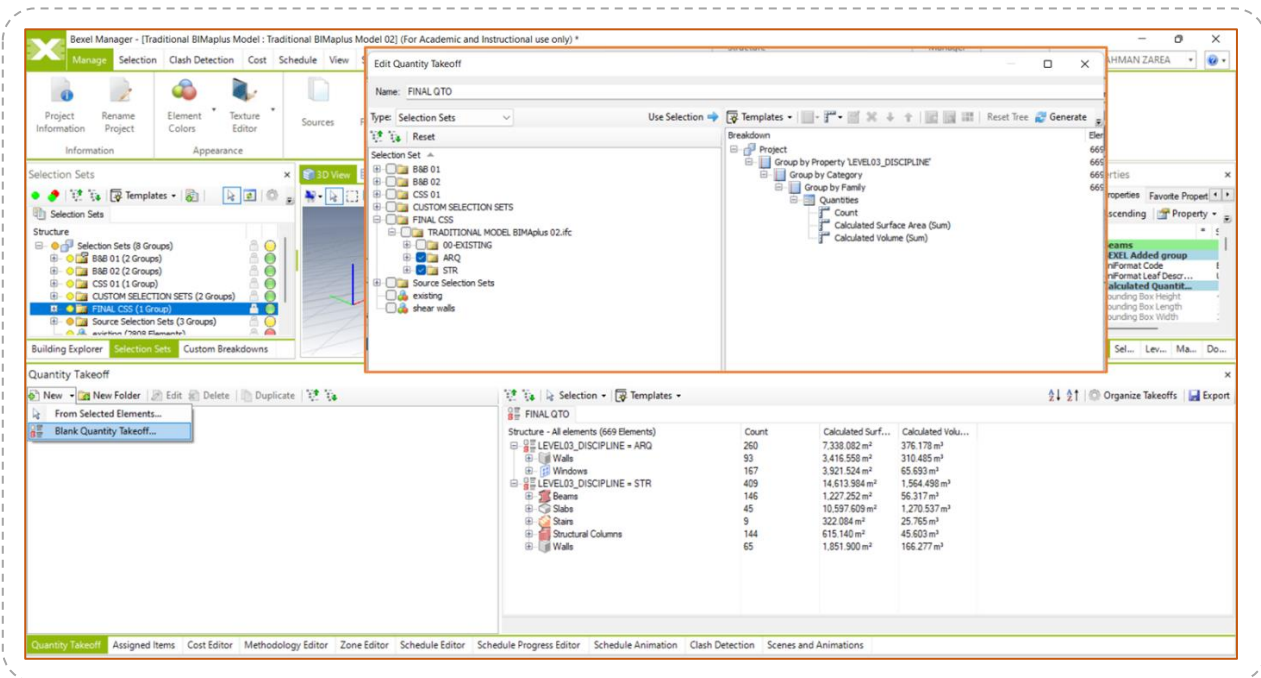 Bexel Manager - [Traditional BIMaplus Model : Traditional BIMaplus Model 02] (For Academic and Instructional use only) *
Manage Selection Clash Detection Cost Schedule View
AHMAN ZAREA
Project Information
Rename Project
Element Colors
Texture Editor
Sources
Information
Appearance
Edit Quantity Takeoff
Name: FINAL QTO
Type: Selection Sets
Use Selection
Templates
Reset Tree
Generate
Reset
Selection Set
B&B 01
B&B 02
CSS 01
CUSTOM SELECTION SETS
FINAL CSS
TRADITIONAL MODEL BIMAplus 02.ifc
00-EXISTING
ARQ
STR
Source Selection Sets
existing
shear walls
Breakdown
Elem
Project 669
Group by Property 'LEVEL03_DISCIPLINE' 669
Group by Category 669
Group by Family 669
Quantities
Count
Calculated Surface Area (Sum)
Calculated Volume (Sum)
Selection Sets
3D View
Templates
Selection Sets
Structure
Selection Sets (8 Groups)
B&B 01 (2 Groups)
B&B 02 (2 Groups)
CSS 01 (1 Group)
CUSTOM SELECTION SETS (2 Groups)
FINAL CSS (1 Group)
Source Selection Sets (3 Groups)
existing (2808 Elements)
Building Explorer Selection Sets Custom Breakdowns
erties
roperties Favorite Propert
scending Property
eams
EXEL Added group
niFormat Code
niFormat Leaf Descr...
alculated Quantit...
ounding Box Height
ounding Box Length
ounding Box Width
Sel... Lev... Ma... Do...
Quantity Takeoff
New New Folder Edit Delete Duplicate
From Selected Elements...
Blank Quantity Takeoff...
Selection Templates
Organize Takeoffs Export
FINAL QTO
Structure - All elements (669 Elements) Count Calculated Surf... Calculated Volu...
LEVEL03_DISCIPLINE = ARQ 260 7,338.082 m² 376.178 m³
Walls 93 3,416.558 m² 310.485 m³
Windows 167 3,921.524 m² 65.693 m³
LEVEL03_DISCIPLINE = STR 409 14,613.984 m² 1,564.498 m³
Beams 146 1,227.252 m² 56.317 m³
Slabs 45 10,597.609 m² 1,270.537 m³
Stairs 9 322.084 m² 25.765 m³
Structural Columns 144 615.140 m² 45.603 m³
Walls 65 1,851.900 m² 166.277 m³
Quantity Takeoff Assigned Items Cost Editor Methodology Editor Zone Editor Schedule Editor Schedule Progress Editor Schedule Animation Clash Detection Scenes and Animations